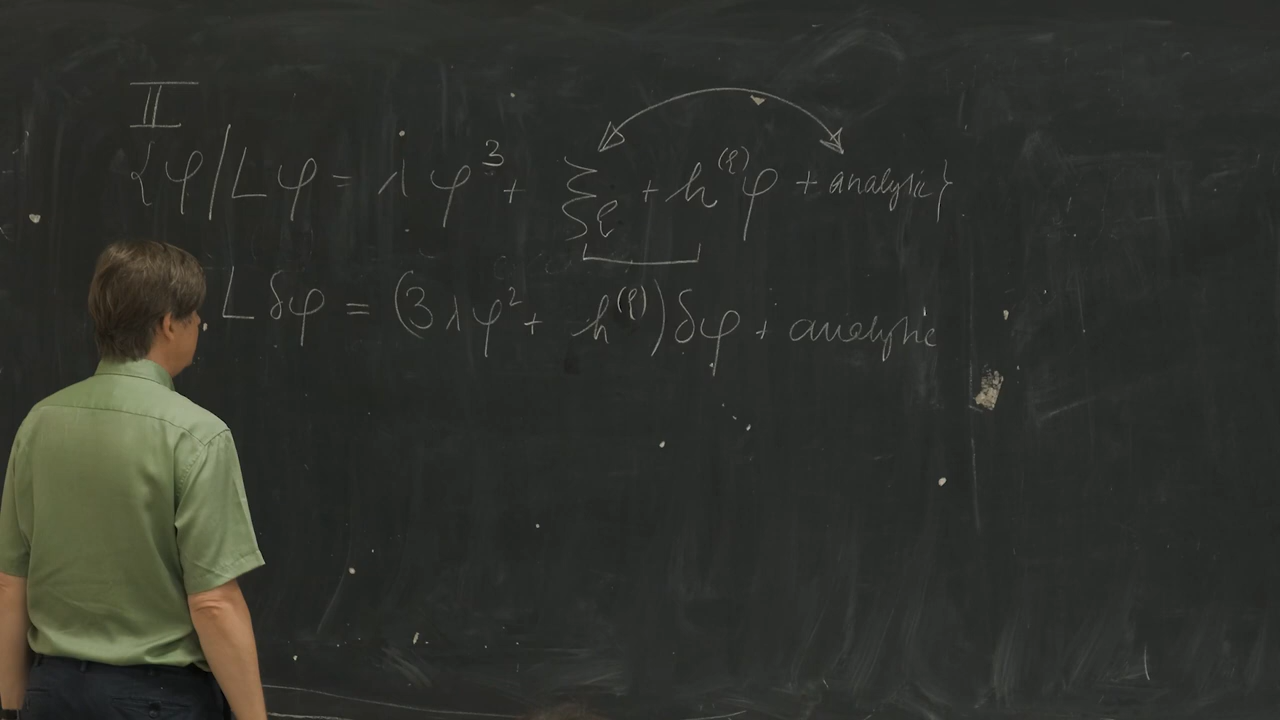 II
{φ | Lφ = λφ³ + ξ_ε + h^(ε)φ + analytic}
Lδφ = (3λφ² + h^(ε))δφ + analytic